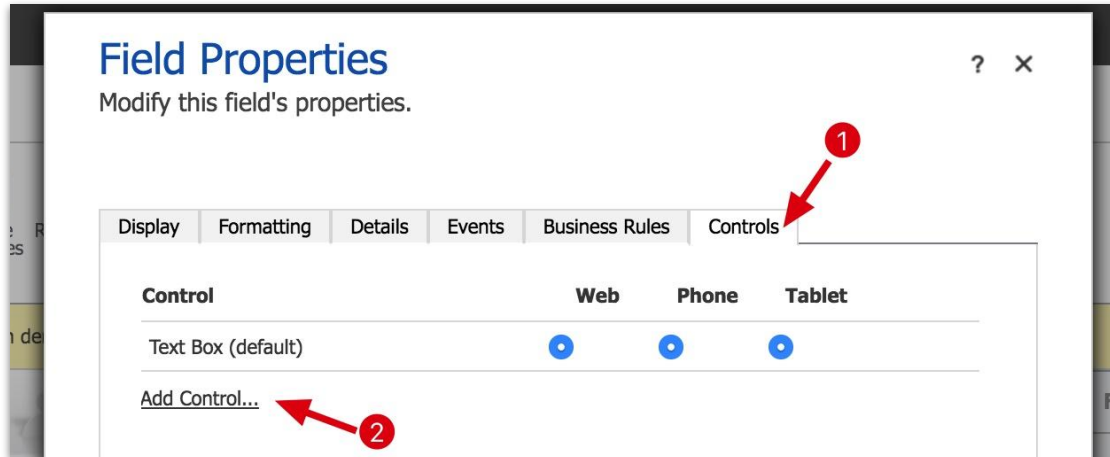 Field Properties
? ×
Modify this field's properties.
1
Display Formatting Details Events Business Rules Controls
Control Web Phone Tablet
n de
Text Box (default)
Add Control...
2